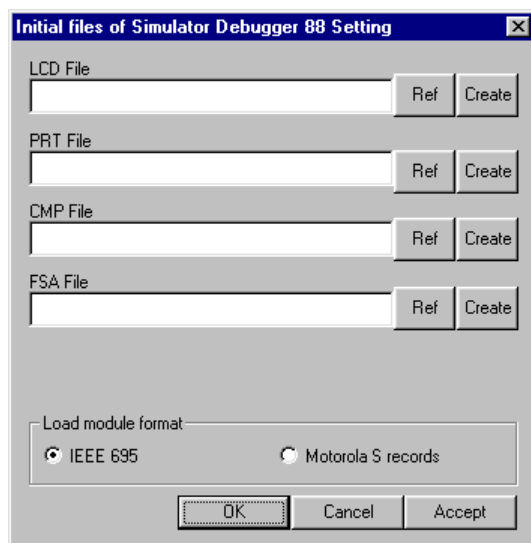 Initial files of Simulator Debugger 88 Setting
LCD File
Ref Create
PRT File
Ref Create
CMP File
Ref Create
FSA File
Ref Create
Load module format
IEEE 695 Motorola S records
OK Cancel Accept